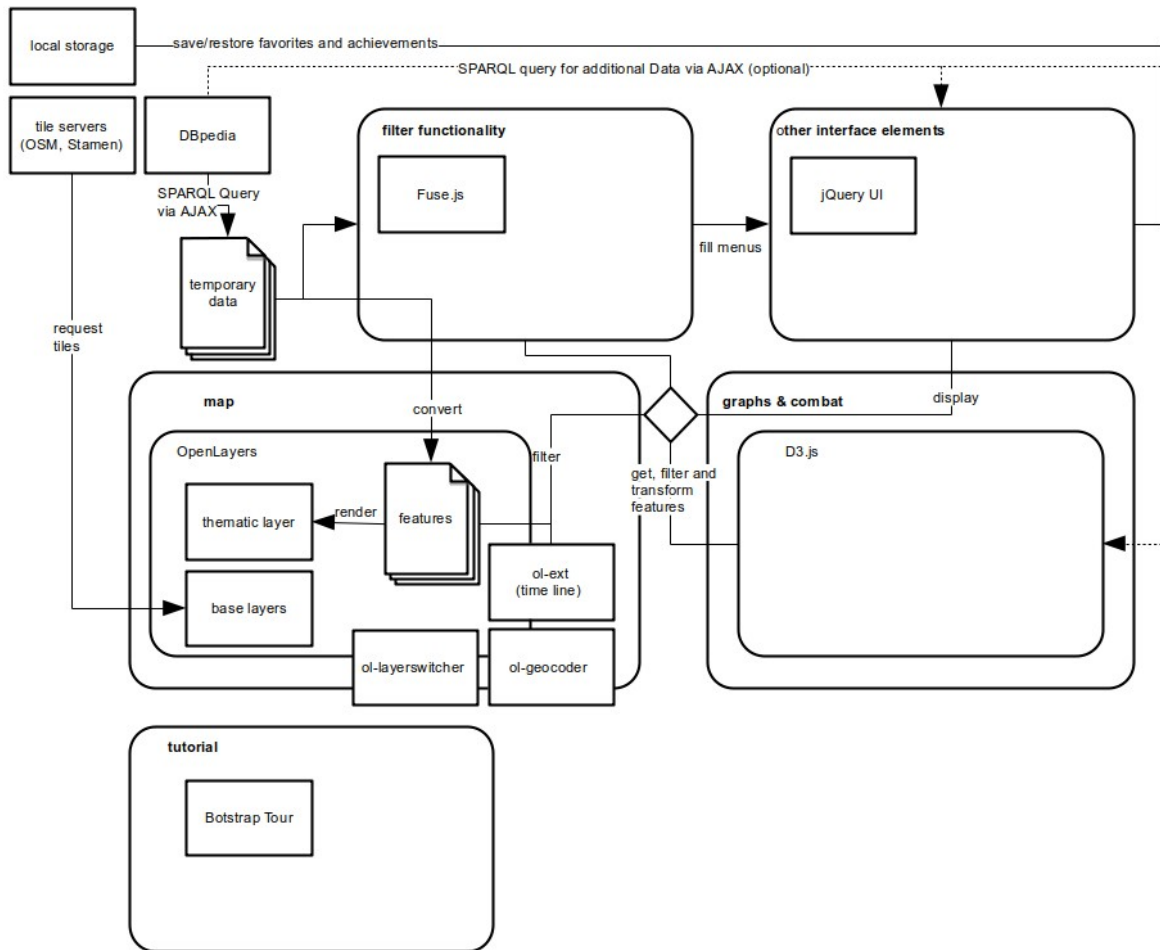 local storage
save/restore favorites and achievements
SPARQL query for additional Data via AJAX (optional)
tile servers
(OSM, Stamen)
DBpedia
filter functionality
other interface elements
SPARQL Query
via AJAX
Fuse.js
jQuery UI
fill menus
temporary
data
request
tiles
map
convert
graphs & combat
display
OpenLayers
filter
D3.js
get, filter and
transform
features
thematic layer
render
features
ol-ext
(time line)
base layers
ol-layerswitcher
ol-geocoder
tutorial
Botstrap Tour